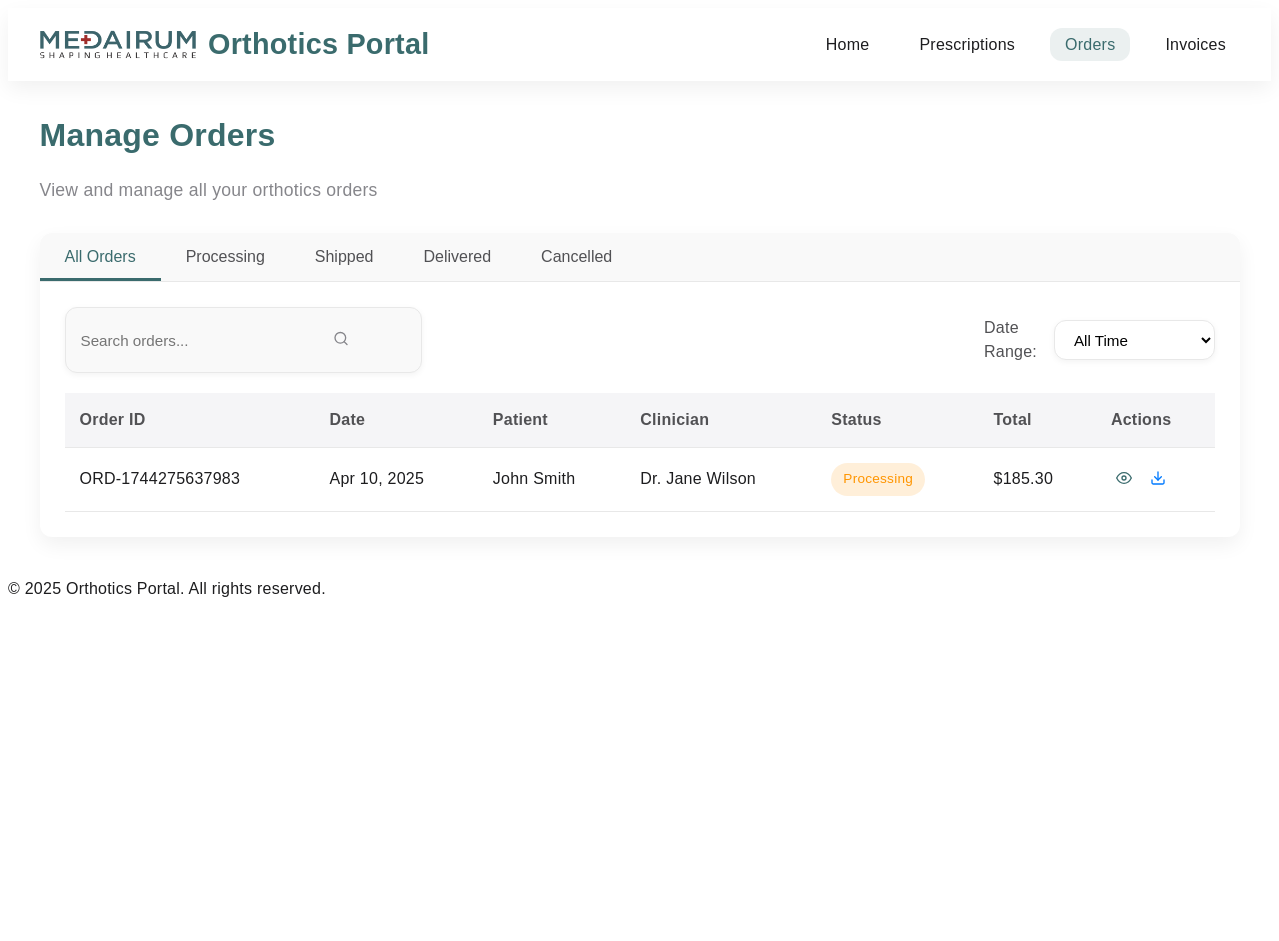 MEDAIRUM
SHAPING HEALTHCARE
Orthotics Portal
Home
Prescriptions
Orders
Invoices
Manage Orders
View and manage all your orthotics orders
All Orders
Processing
Shipped
Delivered
Cancelled
Search orders...
Date
Range:
All Time
Order ID
Date
Patient
Clinician
Status
Total
Actions
ORD-1744275637983
Apr 10, 2025
John Smith
Dr. Jane Wilson
Processing
$185.30
© 2025 Orthotics Portal. All rights reserved.